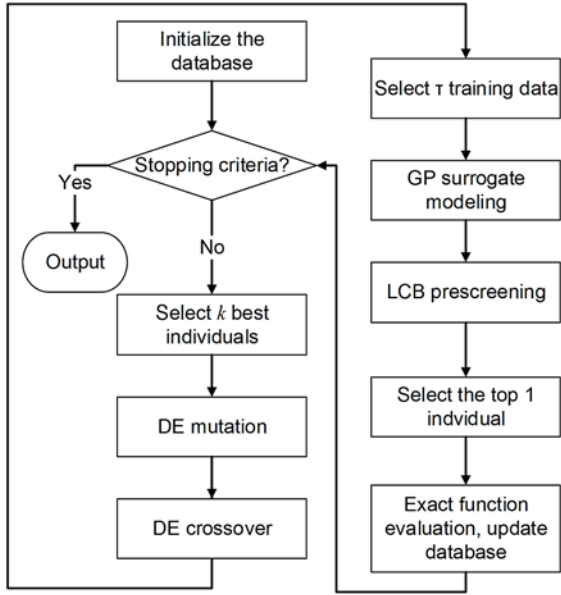 Initialize the
database
Stopping criteria?
Yes
No
Output
Select k best
individuals
DE mutation
DE crossover
Select τ training data
GP surrogate
modeling
LCB prescreening
Select the top 1
indvidual
Exact function
evaluation, update
database